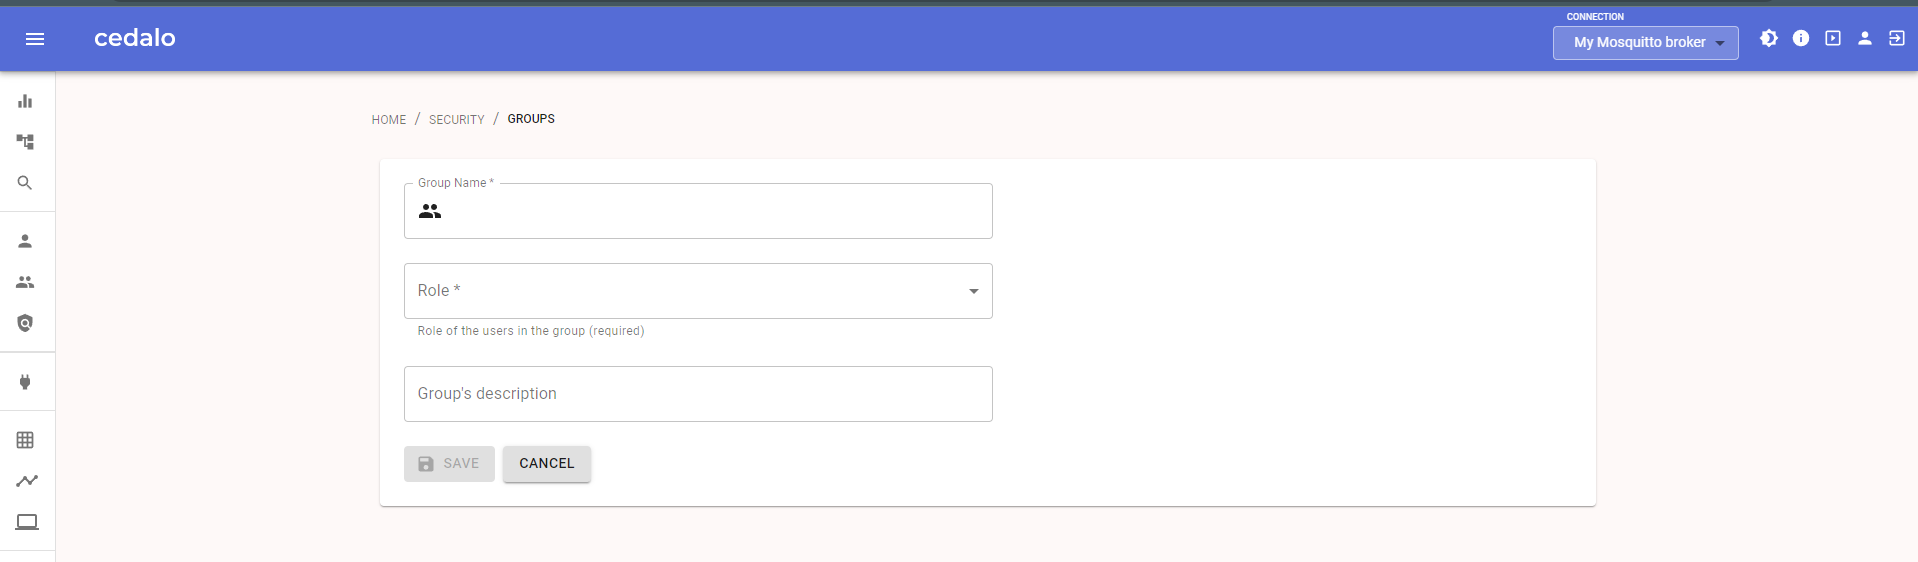 cedalo
CONNECTION
My Mosquitto broker
HOME / SECURITY / GROUPS
Group Name *
Role *
Role of the users in the group (required)
Group's description
SAVE CANCEL